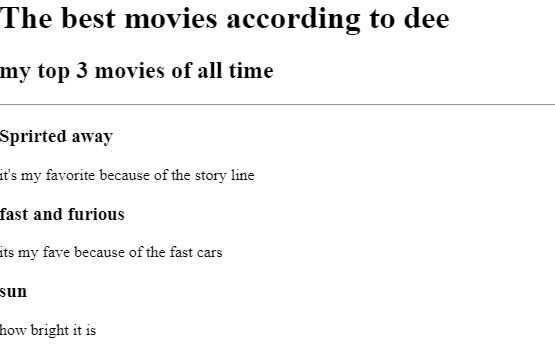 The best movies according to dee
my top 3 movies of all time
Sprirted away
it's my favorite because of the story line
fast and furious
its my fave because of the fast cars
sun
how bright it is